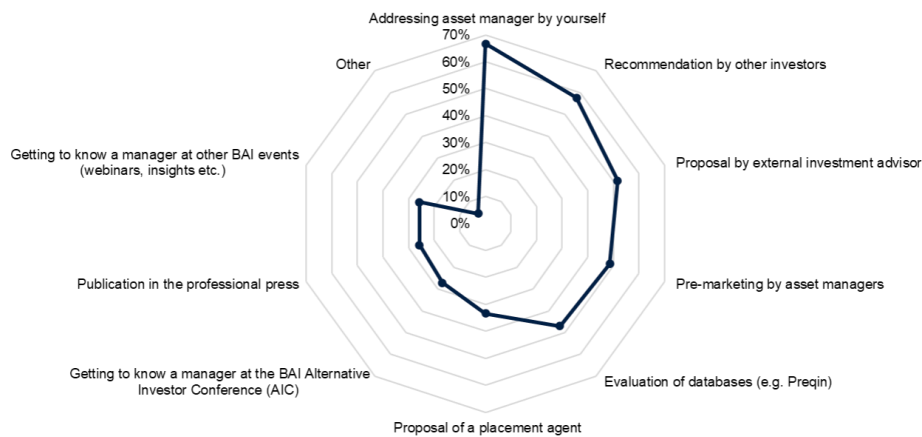 Addressing asset manager by yourself
70%
60%
50%
40%
30%
20%
10%
0%
Recommendation by other investors
Proposal by external investment advisor
Pre-marketing by asset managers
Evaluation of databases (e.g. Preqin)
Proposal of a placement agent
Getting to know a manager at the BAI Alternative
Investor Conference (AIC)
Publication in the professional press
Getting to know a manager at other BAI events
(webinars, insights etc.)
Other